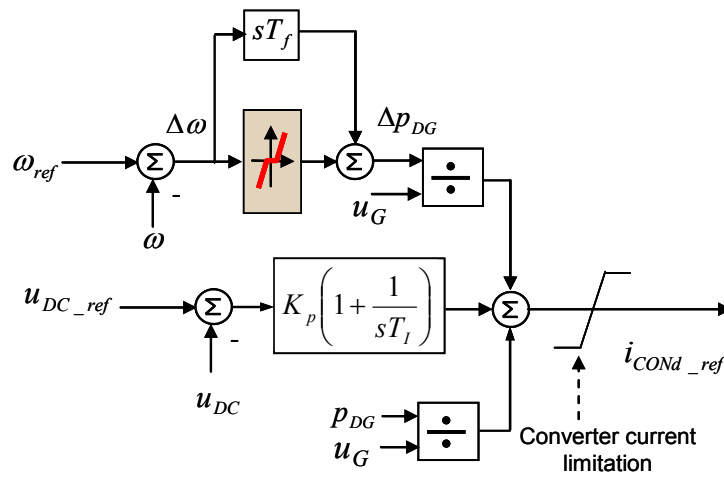 sT_f
Δω
Δp_DG
ω_ref
Σ
Σ
÷
-
u_G
ω
u_DC_ref
Σ
K_p(1+1/sT_I)
Σ
-
i_CONd_ref
u_DC
p_DG
÷
u_G
Converter current
limitation